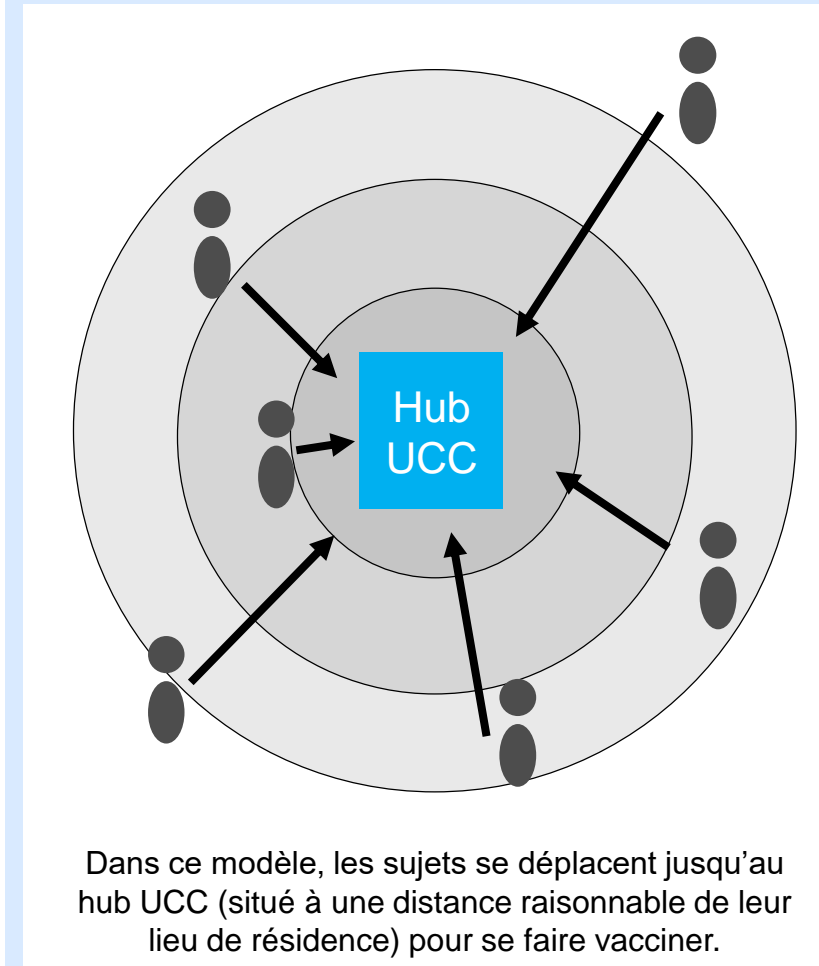 Hub
UCC
Dans ce modèle, les sujets se déplacent jusqu’au
hub UCC (situé à une distance raisonnable de leur
lieu de résidence) pour se faire vacciner.